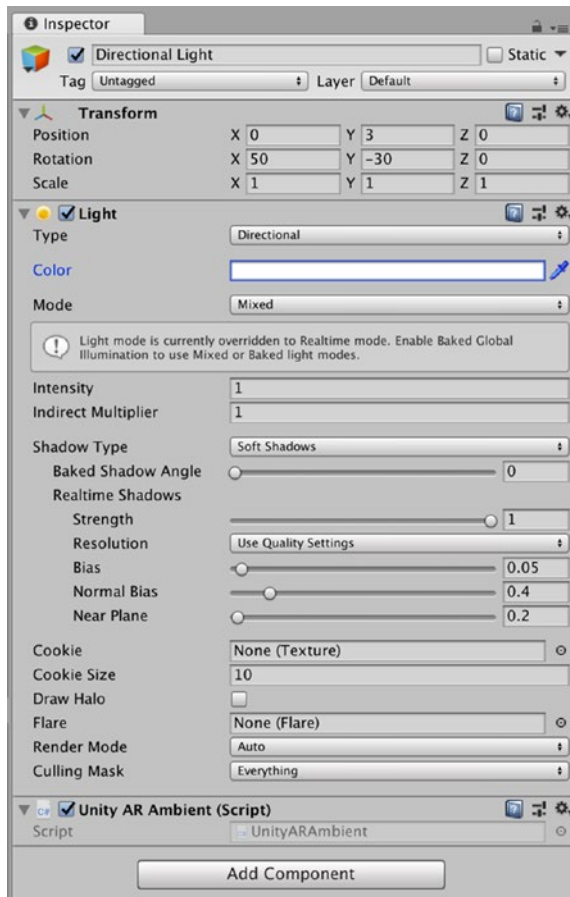 Inspector
Directional Light Static
Tag Untagged Layer Default
Transform
Position X 0 Y 3 Z 0
Rotation X 50 Y -30 Z 0
Scale X 1 Y 1 Z 1
Light
Type Directional
Color
Mode Mixed
Light mode is currently overridden to Realtime mode. Enable Baked Global
Illumination to use Mixed or Baked light modes.
Intensity 1
Indirect Multiplier 1
Shadow Type Soft Shadows
Baked Shadow Angle 0
Realtime Shadows
Strength 1
Resolution Use Quality Settings
Bias 0.05
Normal Bias 0.4
Near Plane 0.2
Cookie None (Texture)
Cookie Size 10
Draw Halo
Flare None (Flare)
Render Mode Auto
Culling Mask Everything
C# Unity AR Ambient (Script)
Script UnityARAmbient
Add Component